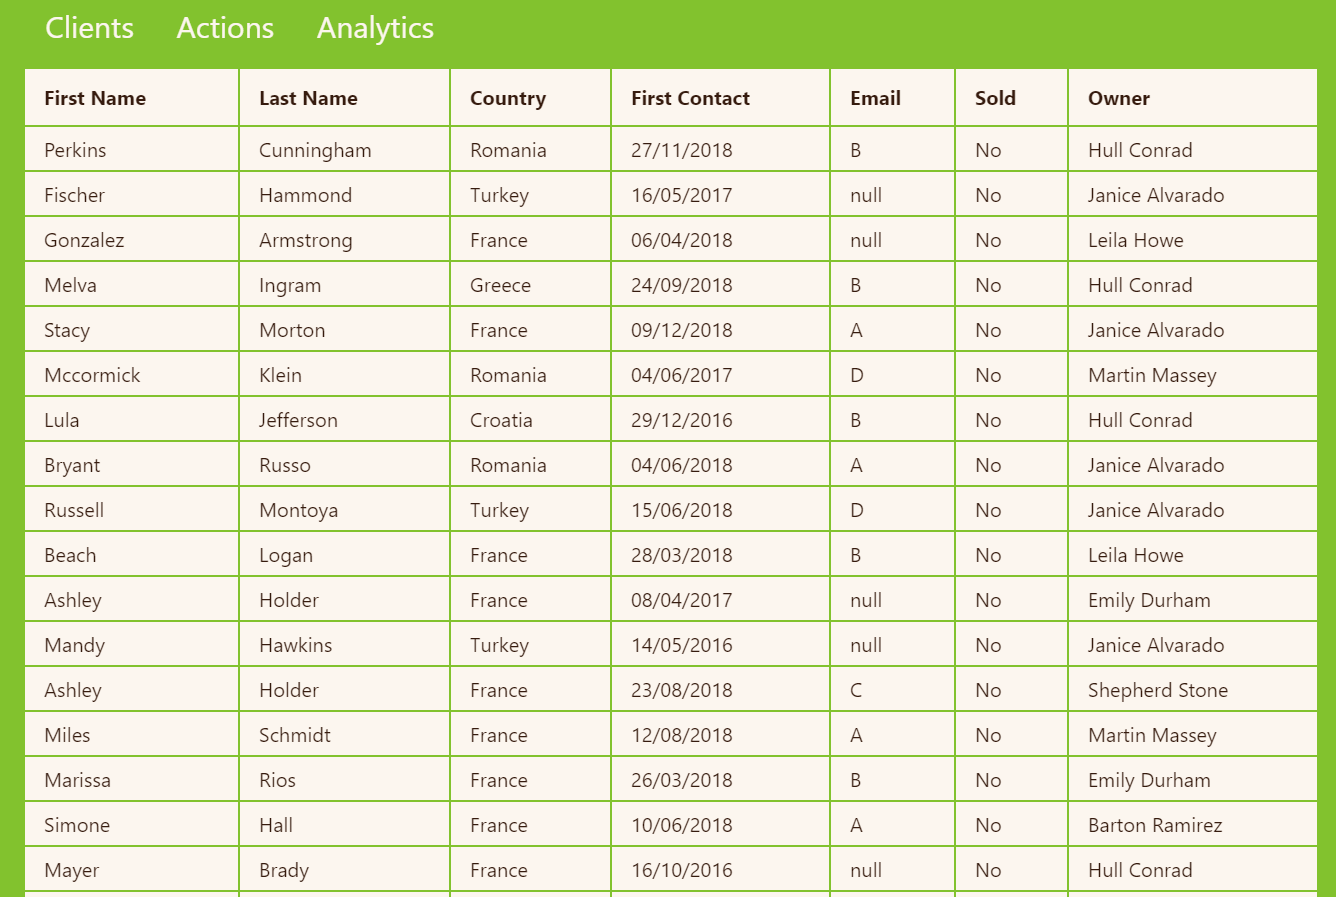 Clients Actions Analytics
First Name Last Name Country First Contact Email Sold Owner
Perkins Cunningham Romania 27/11/2018 B No Hull Conrad
Fischer Hammond Turkey 16/05/2017 null No Janice Alvarado
Gonzalez Armstrong France 06/04/2018 null No Leila Howe
Melva Ingram Greece 24/09/2018 B No Hull Conrad
Stacy Morton France 09/12/2018 A No Janice Alvarado
Mccormick Klein Romania 04/06/2017 D No Martin Massey
Lula Jefferson Croatia 29/12/2016 B No Hull Conrad
Bryant Russo Romania 04/06/2018 A No Janice Alvarado
Russell Montoya Turkey 15/06/2018 D No Janice Alvarado
Beach Logan France 28/03/2018 B No Leila Howe
Ashley Holder France 08/04/2017 null No Emily Durham
Mandy Hawkins Turkey 14/05/2016 null No Janice Alvarado
Ashley Holder France 23/08/2018 C No Shepherd Stone
Miles Schmidt France 12/08/2018 A No Martin Massey
Marissa Rios France 26/03/2018 B No Emily Durham
Simone Hall France 10/06/2018 A No Barton Ramirez
Mayer Brady France 16/10/2016 null No Hull Conrad